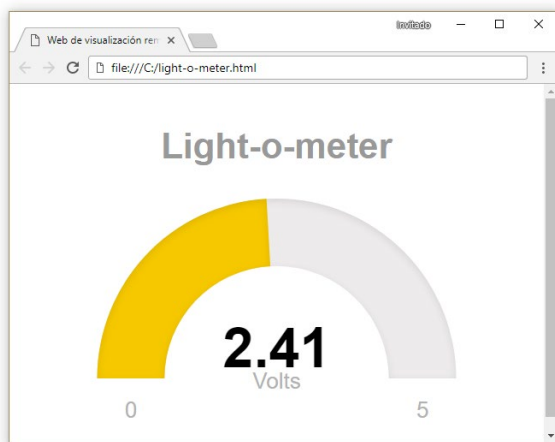 Invitado
Web de visualización ren
file:///C:/light-o-meter.html
Light-o-meter
2.41
Volts
0 5